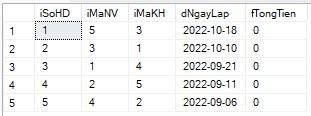 iSoHD iMaNV iMaKH dNgayLap fTongTien
1 1 5 3 2022-10-18 0
2 2 3 1 2022-10-10 0
3 3 1 4 2022-09-21 0
4 4 2 5 2022-09-11 0
5 5 4 2 2022-09-06 0